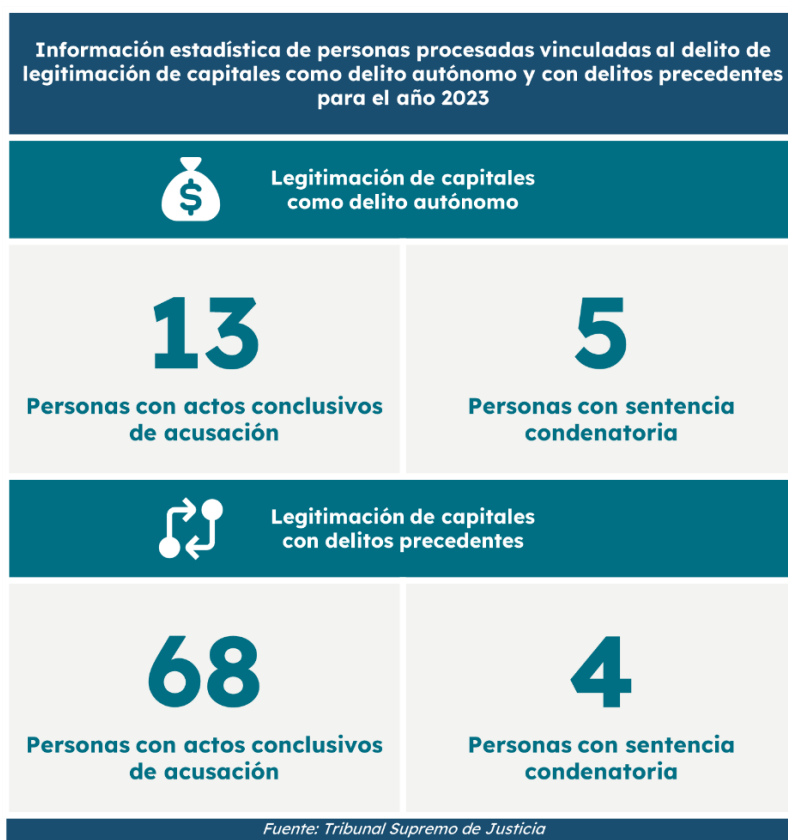 Información estadística de personas procesadas vinculadas al delito de
legitimación de capitales como delito autónomo y con delitos precedentes
para el año 2023
$
Legitimación de capitales
como delito autónomo
13
Personas con actos conclusivos
de acusación
5
Personas con sentencia
condenatoria
Legitimación de capitales
con delitos precedentes
68
Personas con actos conclusivos
de acusación
4
Personas con sentencia
condenatoria
Fuente: Tribunal Supremo de Justicia